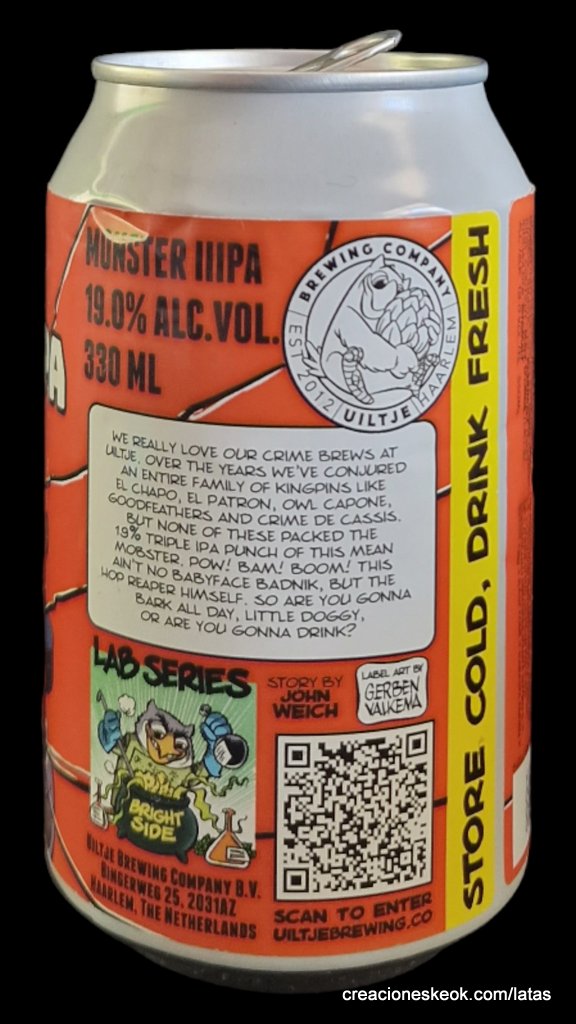 MONSTER IIIPA
19.0% ALC.VOL.
330 ML
BREWING COMPANY
EST 2012
UILTJE
HAARLEM
WE REALLY LOVE OUR CRIME BREWS AT
UILTJE. OVER THE YEARS WE'VE CONJURED
AN ENTIRE FAMILY OF KINGPINS LIKE
EL CHAPO, EL PATRON, OWL CAPONE,
GOODFEATHERS AND CRIME DE CASSIS.
BUT NONE OF THESE PACKED THE
19% TRIPLE IPA PUNCH OF THIS MEAN
MOBSTER. POW! BAM! BOOM! THIS
AIN'T NO BABYFACE BADNIK, BUT THE
HOP REAPER HIMSELF. SO ARE YOU GONNA
BARK ALL DAY, LITTLE DOGGY,
OR ARE YOU GONNA DRINK?
LAB SERIES
BRIGHT
SIDE
STORY BY
JOHN
WEICH
LABEL ART BY
GERBEN
VALKEMA
UILTJE BREWING COMPANY B.V.
BINGERWEG 25, 2031AZ
HAARLEM, THE NETHERLANDS
SCAN TO ENTER
UILTJEBREWING.CO
STORE COLD, DRINK FRESH
creacioneskeok.com/latas